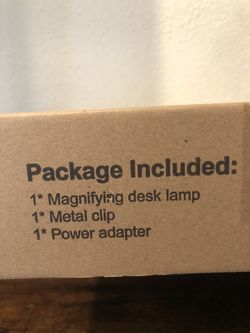 Package Included:
1* Magnifying desk lamp
1* Metal clip
1* Power adapter